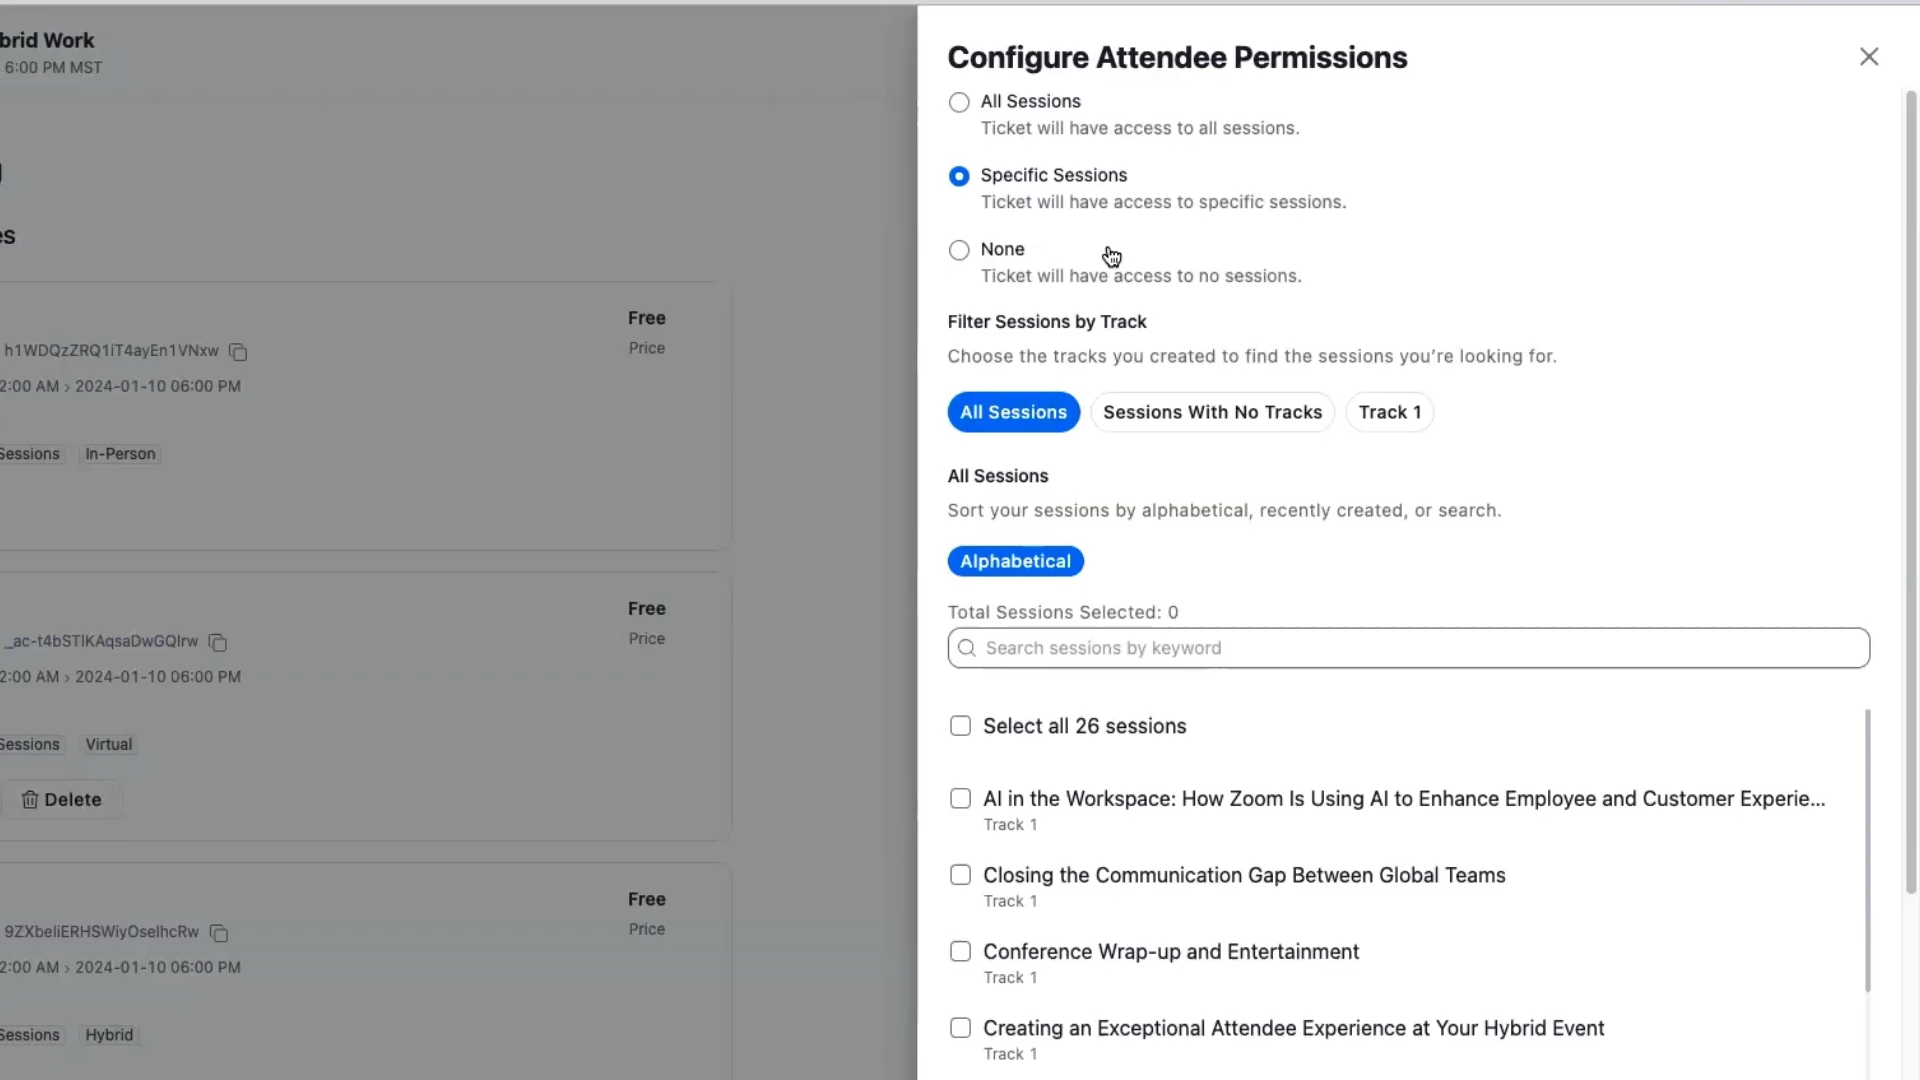 brid Work
6:00 PM MST
es
Free
h1WDQzZRQ1iT4ayEn1VNxw
Price
2:00 AM › 2024-01-10 06:00 PM
Sessions
In-Person
Free
_ac-t4bSTlKAqsaDwGQlrw
Price
2:00 AM › 2024-01-10 06:00 PM
Sessions
Virtual
Delete
Free
9ZXbeliERHSWiyOselhcRw
Price
2:00 AM › 2024-01-10 06:00 PM
Sessions
Hybrid
Configure Attendee Permissions
All Sessions
Ticket will have access to all sessions.
Specific Sessions
Ticket will have access to specific sessions.
None
Ticket will have access to no sessions.
Filter Sessions by Track
Choose the tracks you created to find the sessions you’re looking for.
All Sessions
Sessions With No Tracks
Track 1
All Sessions
Sort your sessions by alphabetical, recently created, or search.
Alphabetical
Total Sessions Selected: 0
Search sessions by keyword
Select all 26 sessions
AI in the Workspace: How Zoom Is Using AI to Enhance Employee and Customer Experie...
Track 1
Closing the Communication Gap Between Global Teams
Track 1
Conference Wrap-up and Entertainment
Track 1
Creating an Exceptional Attendee Experience at Your Hybrid Event
Track 1